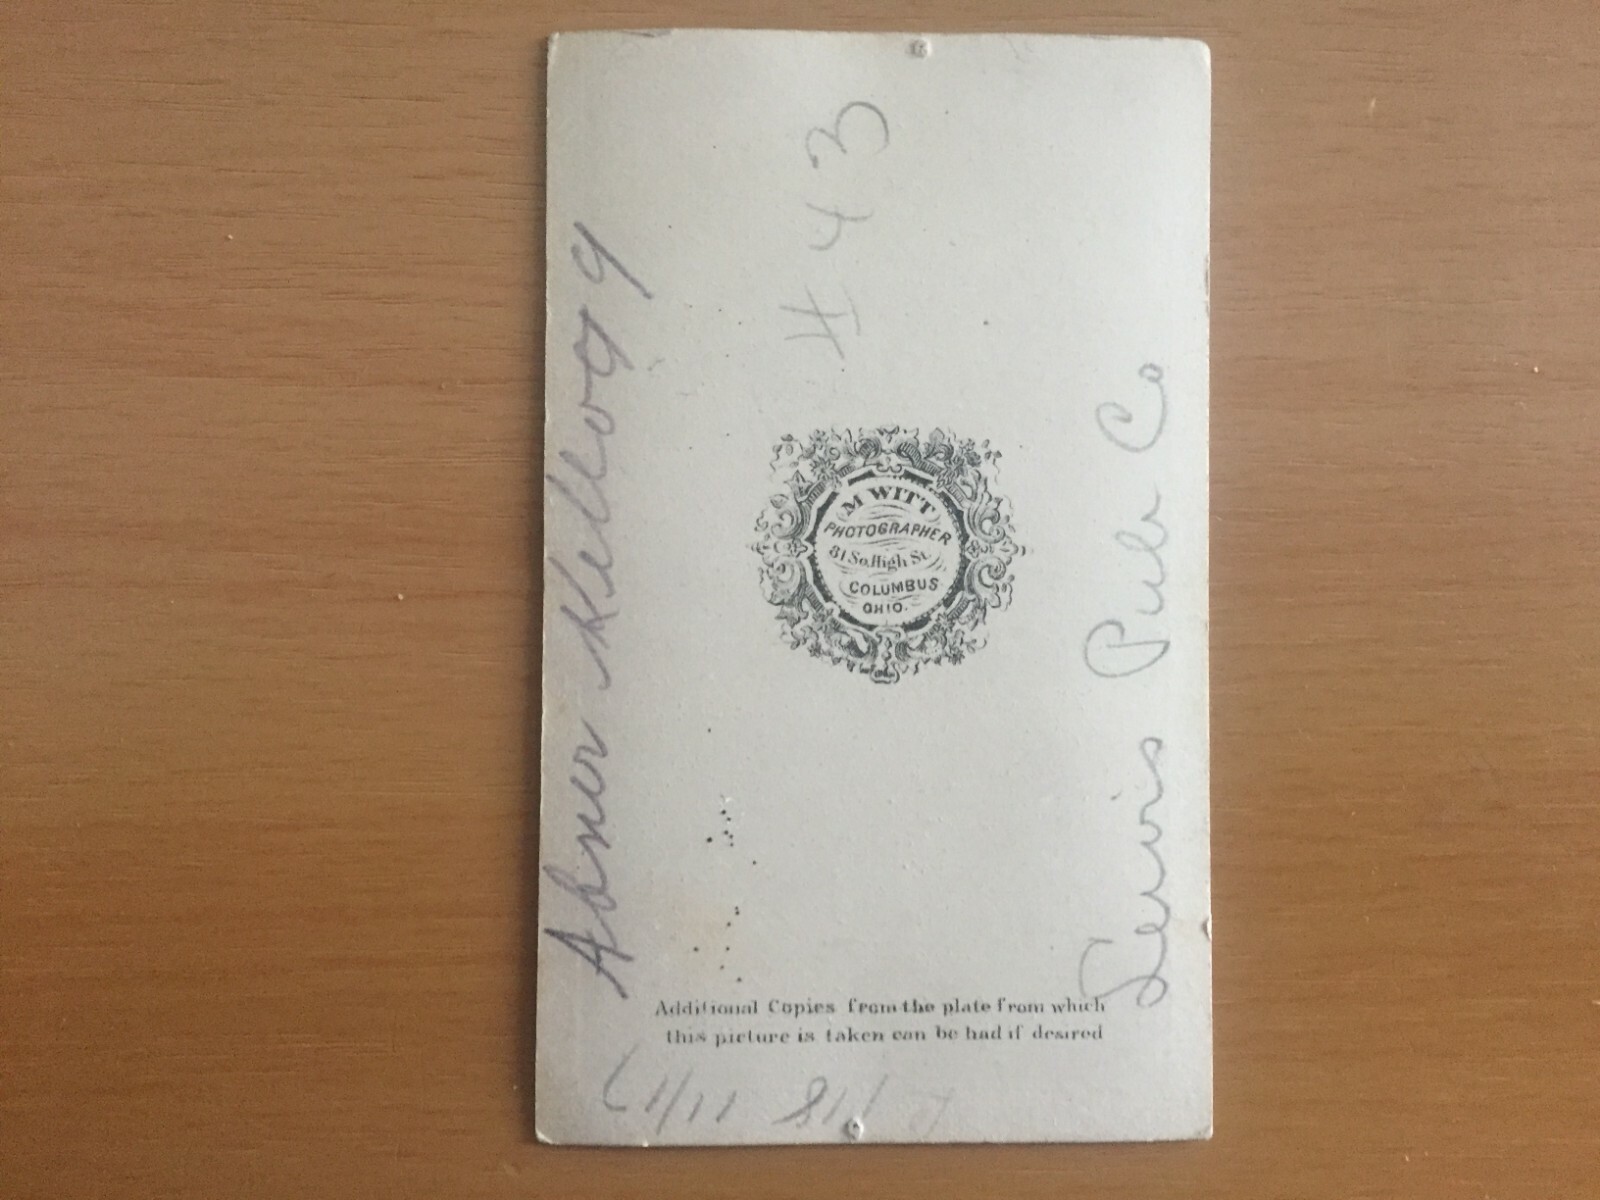 # 43
Abner Kellogg
M WITT
PHOTOGRAPHER
81 So. High St.
COLUMBUS
OHIO.
Lewis Pub Co
Additional Copies from the plate from which
this picture is taken can be had if desired